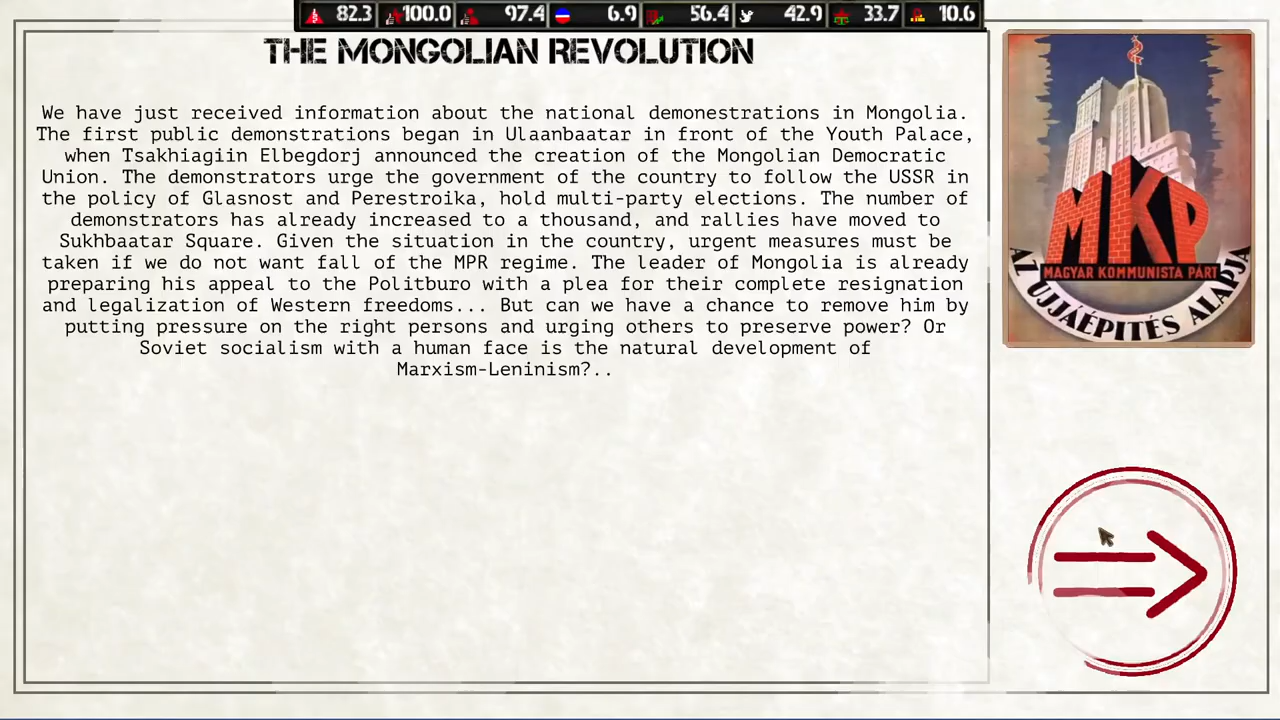 82.3 100.0 97.4 6.9 56.4 42.9 33.7 10.6
THE MONGOLIAN REVOLUTION
We have just received information about the national demonestrations in Mongolia.
The first public demonstrations began in Ulaanbaatar in front of the Youth Palace,
when Tsakhiagiin Elbegdorj announced the creation of the Mongolian Democratic
Union. The demonstrators urge the government of the country to follow the USSR in
the policy of Glasnost and Perestroika, hold multi-party elections. The number of
demonstrators has already increased to a thousand, and rallies have moved to
Sukhbaatar Square. Given the situation in the country, urgent measures must be
taken if we do not want fall of the MPR regime. The leader of Mongolia is already
preparing his appeal to the Politburo with a plea for their complete resignation
and legalization of Western freedoms... But can we have a chance to remove him by
putting pressure on the right persons and urging others to preserve power? Or
Soviet socialism with a human face is the natural development of
Marxism-Leninism?..
MKP
MAGYAR KOMMUNISTA PÁRT
AZ ÚJJÁÉPÍTÉS ALAPJA